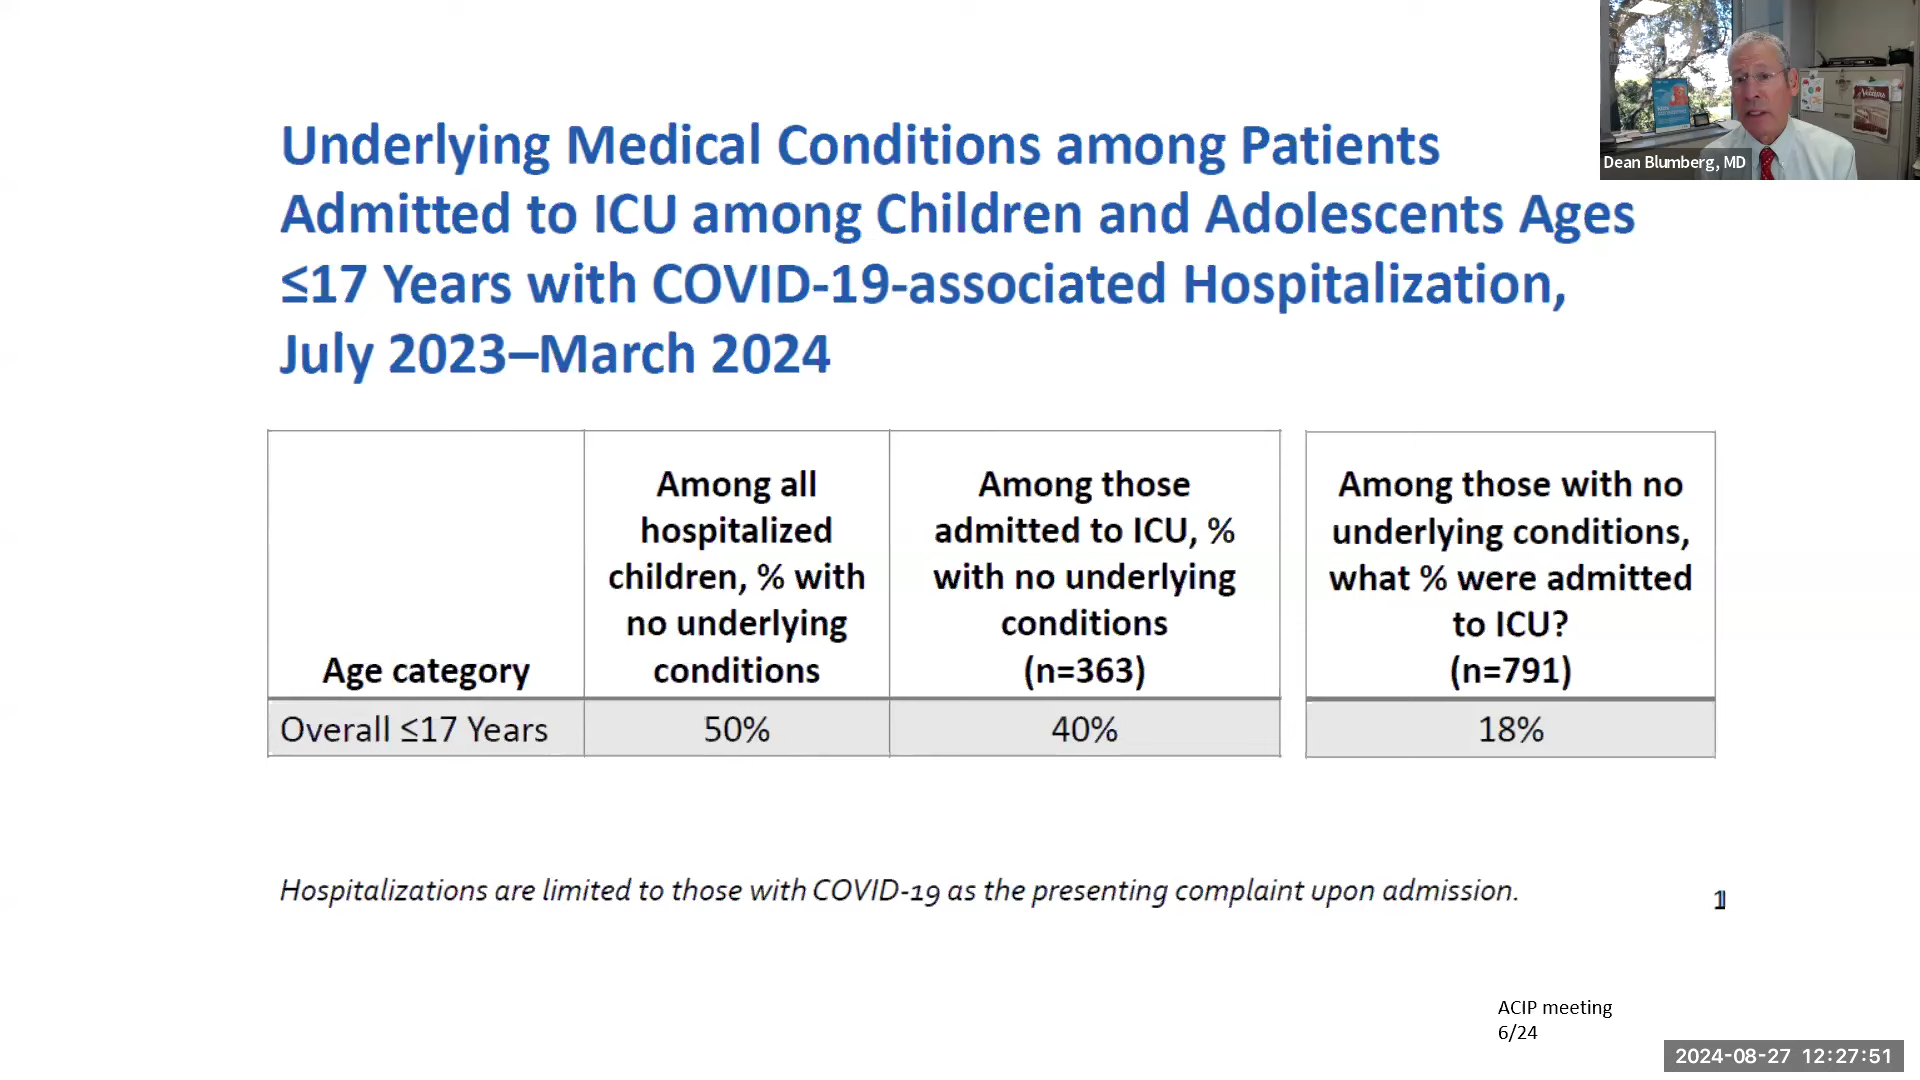 Underlying Medical Conditions among Patients
Admitted to ICU among Children and Adolescents Ages
≤17 Years with COVID-19-associated Hospitalization,
July 2023–March 2024
Dean Blumberg, MD
Age category
Among all
hospitalized
children, % with
no underlying
conditions
Among those
admitted to ICU, %
with no underlying
conditions
(n=363)
Among those with no
underlying conditions,
what % were admitted
to ICU?
(n=791)
Overall ≤17 Years
50%
40%
18%
Hospitalizations are limited to those with COVID-19 as the presenting complaint upon admission.
1
ACIP meeting
6/24
2024-08-27 12:27:51